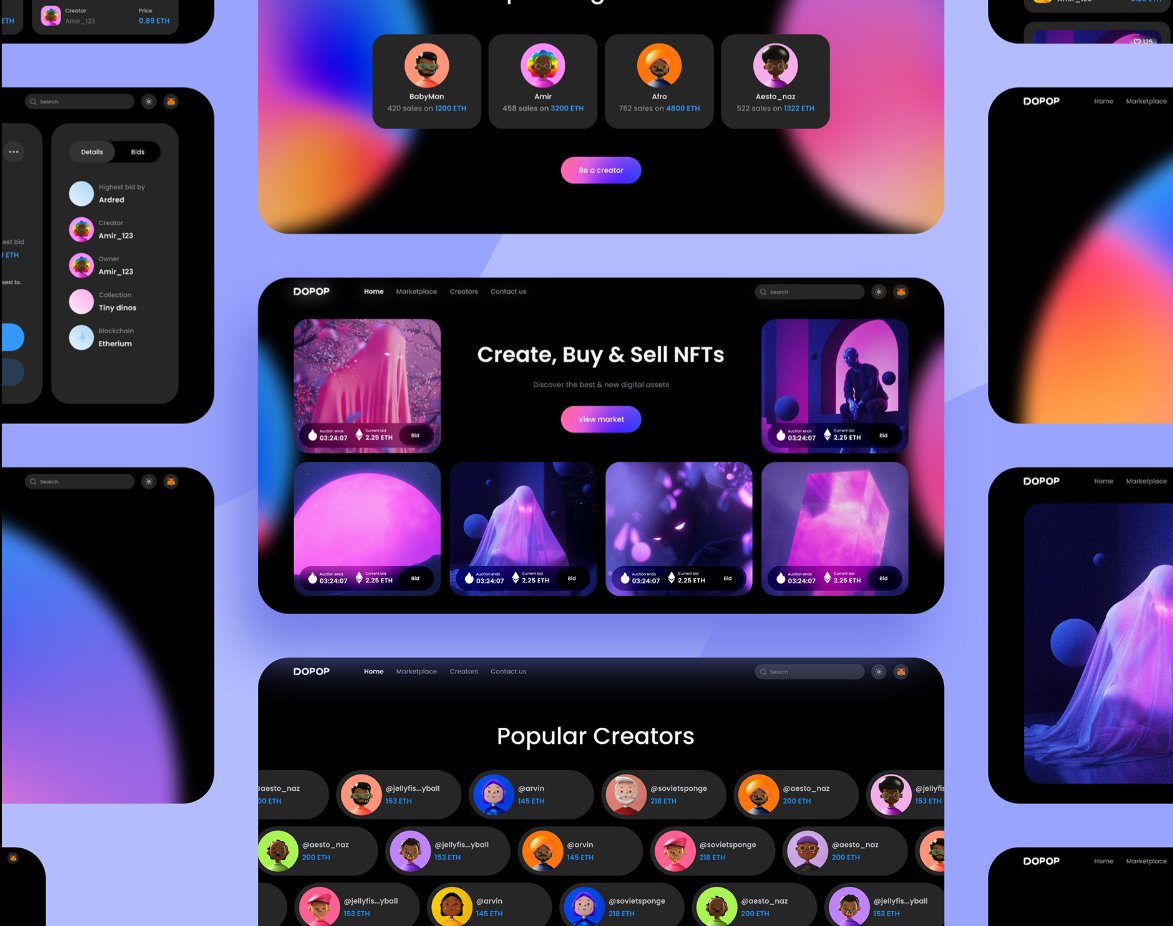 ETH
Creator
Amir_123
Price
0.89 ETH
Search
Details
Bids
Highest bid by
Ardred
Creator
Amir_123
Owner
Amir_123
Collection
Tiny dinos
Blockchain
Etherium
est bid
ETH
sest to.
Search
BabyMan
420 sales on 1200 ETH
Amir
458 sales on 3200 ETH
Afro
762 sales on 4800 ETH
Aesto_naz
522 sales on 1322 ETH
Be a creator
DOPOP
Home
Marketplace
Creators
Contact us
Search
Create, Buy & Sell NFTs
Discover the best & new digital assets
View market
Auction ends
03:24:07
Current bid
2.25 ETH
Bid
Auction ends
03:24:07
Current bid
2.25 ETH
Bid
Auction ends
03:24:07
Current bid
2.25 ETH
Bid
Auction ends
03:24:07
Current bid
2.25 ETH
Bid
Auction ends
03:24:07
Current bid
2.25 ETH
Bid
Auction ends
03:24:07
Current bid
2.25 ETH
Bid
DOPOP
Home
Marketplace
Creators
Contact us
Search
Popular Creators
@aesto_naz
00 ETH
@jellyfis...yball
153 ETH
@arvin
145 ETH
@sovietsponge
218 ETH
@aesto_naz
200 ETH
@jellyfis
153 ETH
@aesto_naz
200 ETH
@jellyfis...yball
153 ETH
@arvin
145 ETH
@sovietsponge
218 ETH
@aesto_naz
200 ETH
@jellyfis...yball
153 ETH
@arvin
145 ETH
@sovietsponge
218 ETH
@aesto_naz
200 ETH
@jellyfis...yball
153 ETH
125
DOPOP
Home
Marketplace
DOPOP
Home
Marketplace
DOPOP
Home
Marketplace